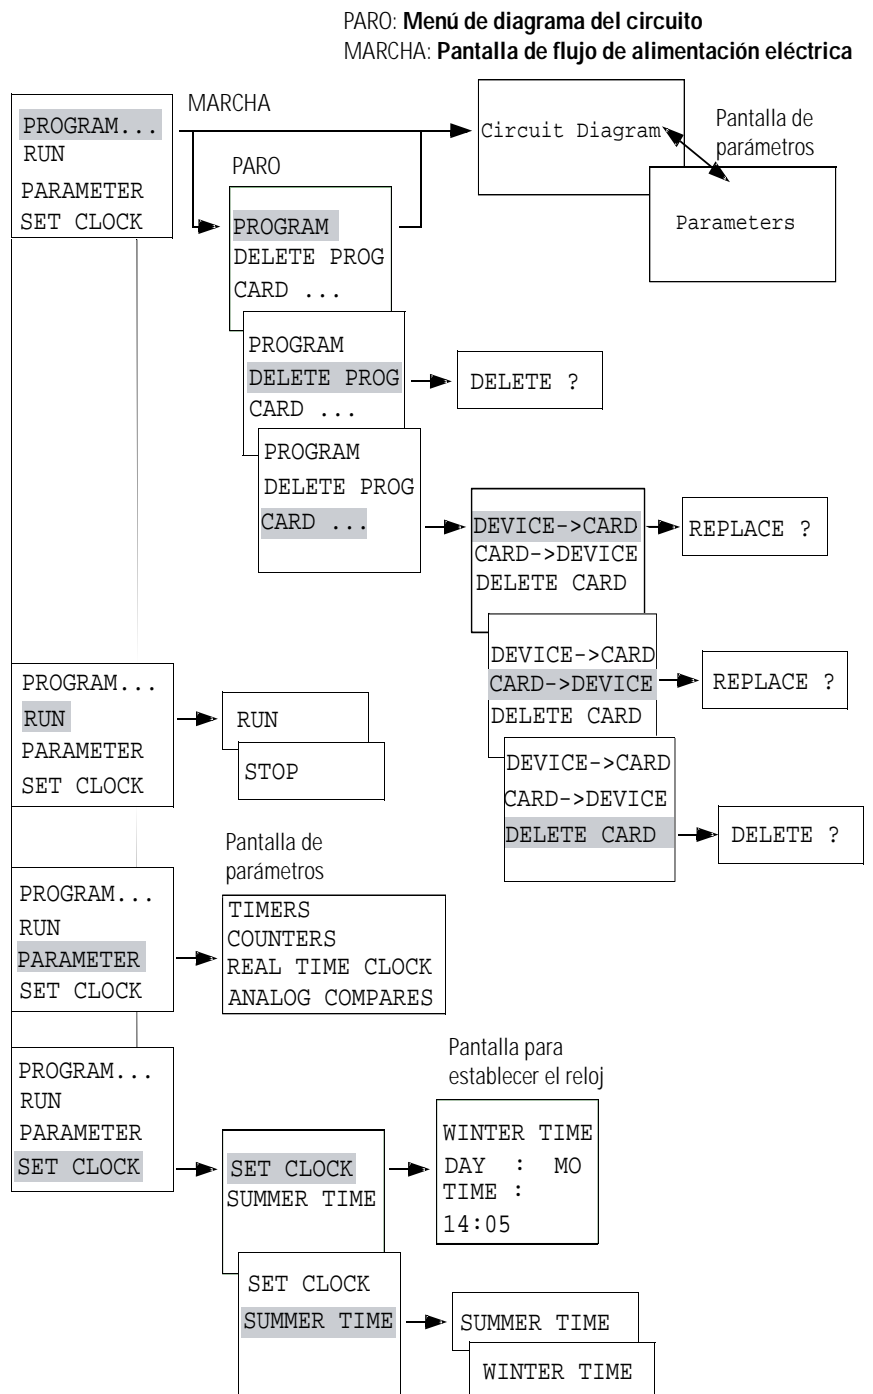 PARO: Menú de diagrama del circuito
MARCHA: Pantalla de flujo de alimentación eléctrica
PROGRAM...
RUN
PARAMETER
SET CLOCK
MARCHA
PARO
PROGRAM
DELETE PROG
CARD ...
Circuit Diagram
Pantalla de
parámetros
Parameters
PROGRAM
DELETE PROG
CARD ...
DELETE ?
PROGRAM
DELETE PROG
CARD ...
DEVICE->CARD
CARD->DEVICE
DELETE CARD
REPLACE ?
DEVICE->CARD
CARD->DEVICE
DELETE CARD
REPLACE ?
DEVICE->CARD
CARD->DEVICE
DELETE CARD
DELETE ?
PROGRAM...
RUN
PARAMETER
SET CLOCK
RUN
STOP
PROGRAM...
RUN
PARAMETER
SET CLOCK
Pantalla de
parámetros
TIMERS
COUNTERS
REAL TIME CLOCK
ANALOG COMPARES
PROGRAM...
RUN
PARAMETER
SET CLOCK
SET CLOCK
SUMMER TIME
Pantalla para
establecer el reloj
WINTER TIME
DAY : MO
TIME :
14:05
SET CLOCK
SUMMER TIME
SUMMER TIME
WINTER TIME